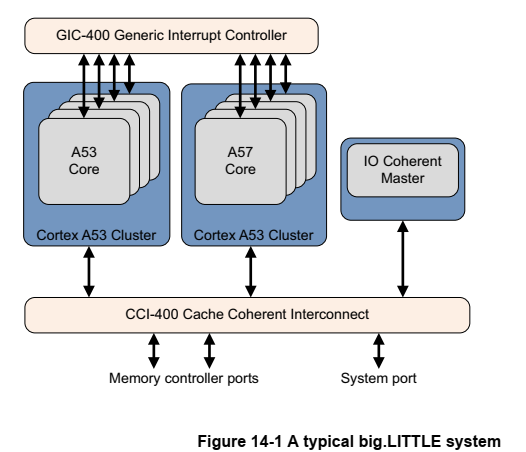 GIC-400 Generic Interrupt Controller
A53
Core
Cortex A53 Cluster
A57
Core
Cortex A53 Cluster
IO Coherent
Master
CCI-400 Cache Coherent Interconnect
Memory controller ports
System port
Figure 14-1 A typical big.LITTLE system